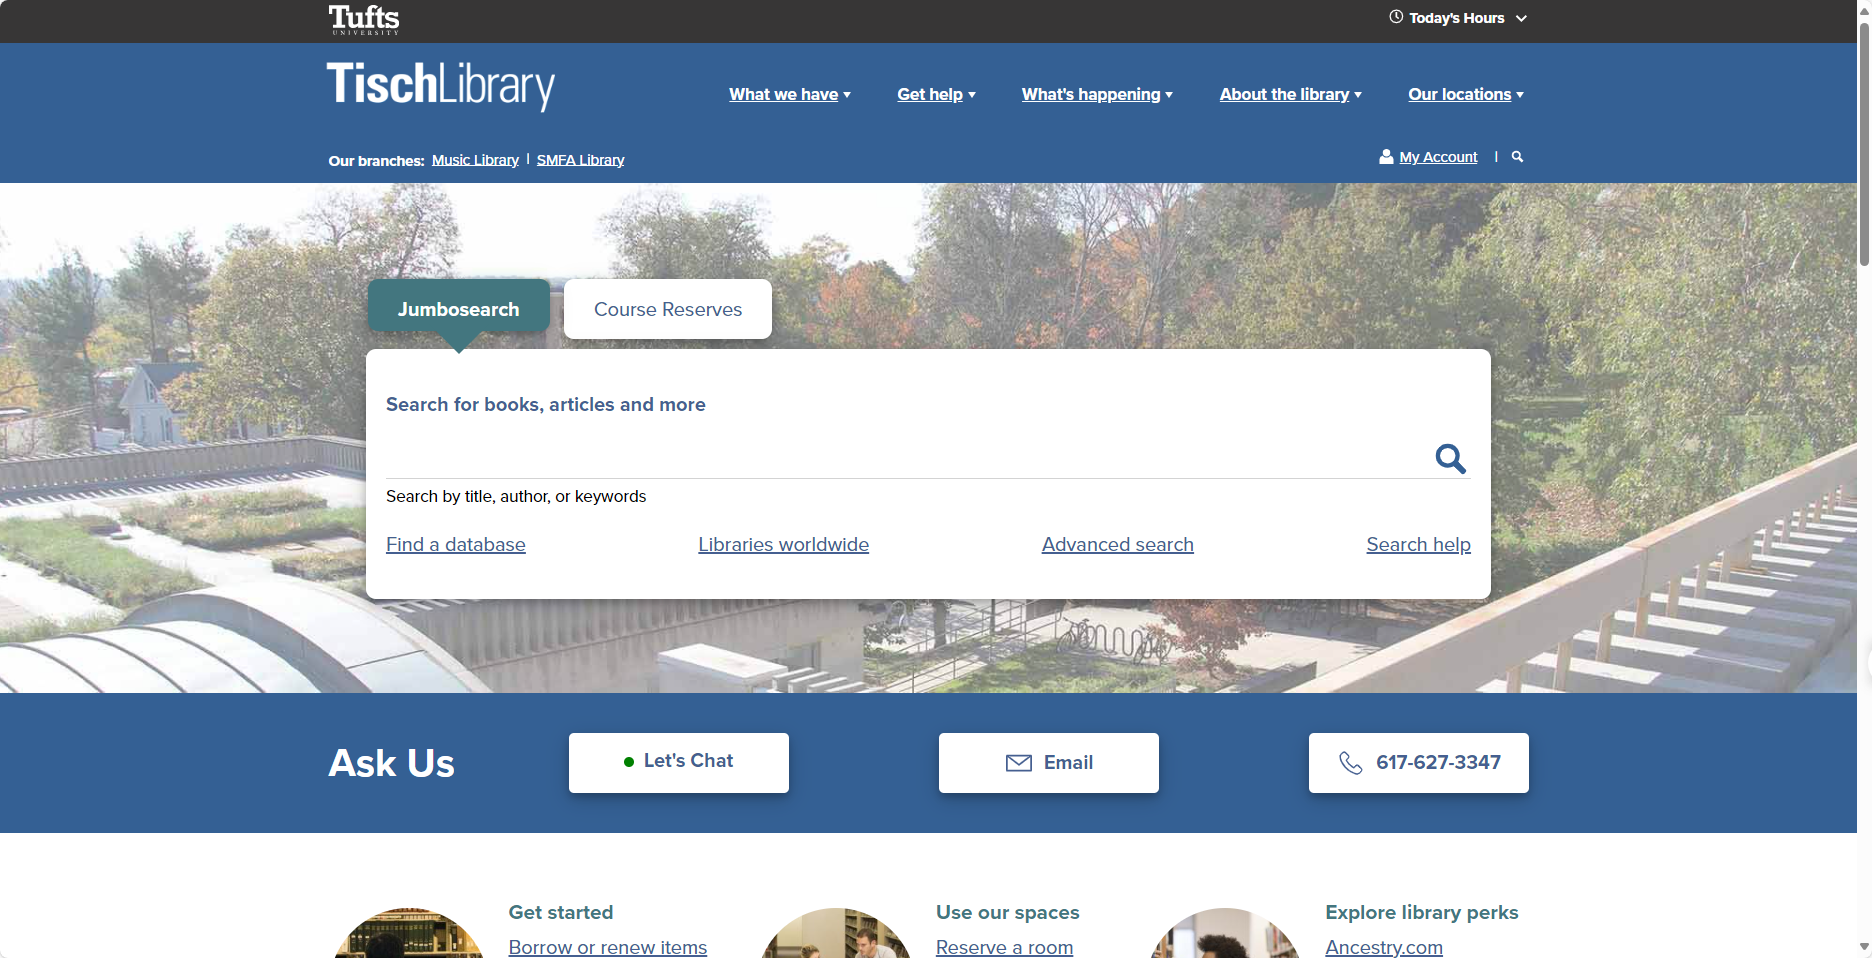 Tufts
UNIVERSITY
Today's Hours
TischLibrary
What we have
Get help
What's happening
About the library
Our locations
Our branches: Music Library | SMFA Library
My Account |
Jumbosearch
Course Reserves
Search for books, articles and more
Search by title, author, or keywords
Find a database
Libraries worldwide
Advanced search
Search help
Ask Us
Let's Chat
Email
617-627-3347
Get started
Borrow or renew items
Use our spaces
Reserve a room
Explore library perks
Ancestry.com